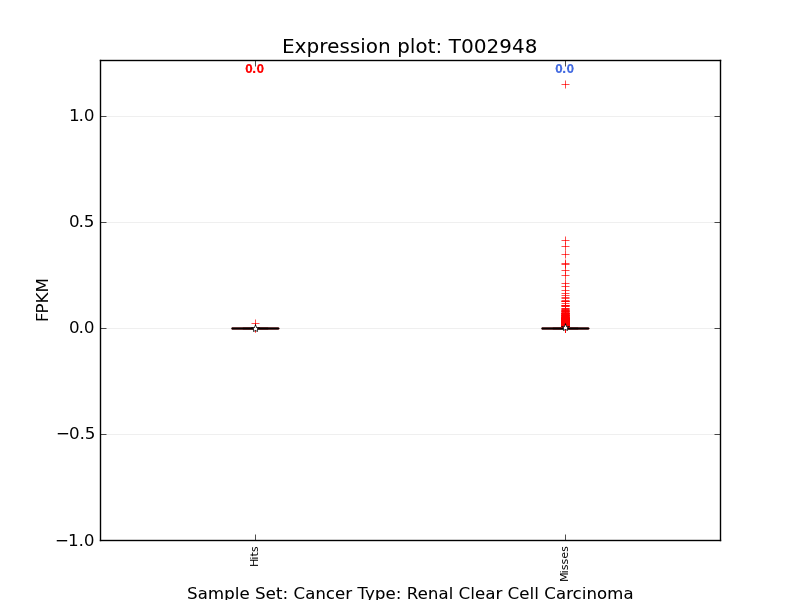 Expression plot: T002948
0.0 0.0
1.0
0.5
0.0
−0.5
−1.0
FPKM
Hits Misses
Sample Set: Cancer Type: Renal Clear Cell Carcinoma